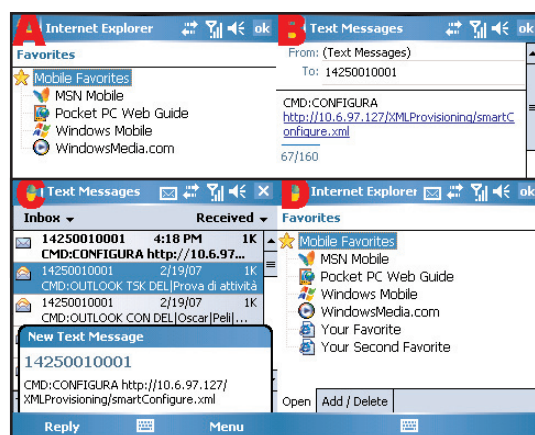 A
Internet Explorer
ok
Favorites
Mobile Favorites
MSN Mobile
Pocket PC Web Guide
Windows Mobile
WindowsMedia.com
B
Text Messages
ok
From: (Text Messages)
To: 14250010001
CMD:CONFIGURA
http://10.6.97.127/XMLProvisioning/smartC
onfigure.xml
67/160
C
Text Messages
Inbox
Received
14250010001 4:18 PM 1K
CMD:CONFIGURA http://10.6.97...
14250010001 2/19/07 1K
CMD:OUTLOOK TSK DEL|Prova di attività
14250010001 2/19/07 1K
CMD:OUTLOOK CON DEL|Oscar|Peli|...
New Text Message
14250010001
CMD:CONFIGURA http://10.6.97.127/
XMLProvisioning/smartConfigure.xml
Reply Menu
D
Internet Explorer
ok
Favorites
Mobile Favorites
MSN Mobile
Pocket PC Web Guide
Windows Mobile
WindowsMedia.com
Your Favorite
Your Second Favorite
Open Add / Delete